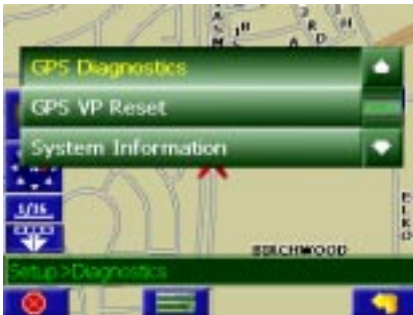 GPS Diagnostics
GPS VP Reset
System Information
1/16
BIRCHWOOD
Setup>Diagnostics